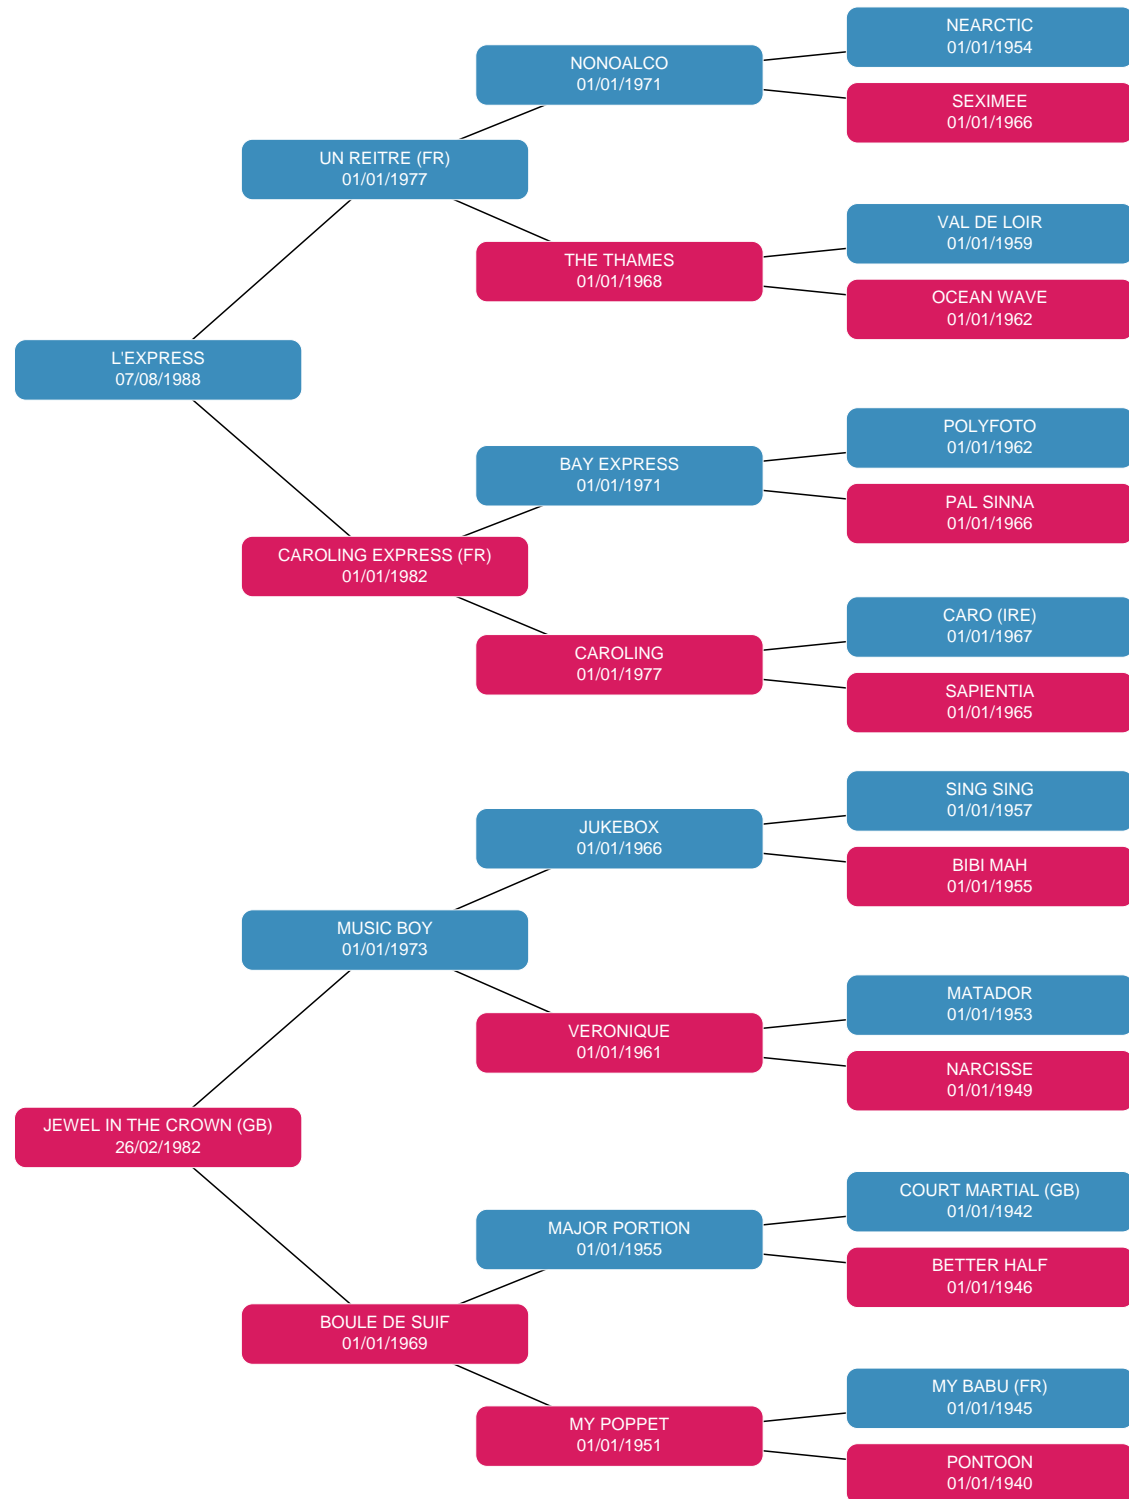 NEARCTIC
01/01/1954
NONOALCO
01/01/1971
SEXIMEE
01/01/1966
UN REITRE (FR)
01/01/1977
VAL DE LOIR
01/01/1959
THE THAMES
01/01/1968
OCEAN WAVE
01/01/1962
L'EXPRESS
07/08/1988
POLYFOTO
01/01/1962
BAY EXPRESS
01/01/1971
PAL SINNA
01/01/1966
CAROLING EXPRESS (FR)
01/01/1982
CARO (IRE)
01/01/1967
CAROLING
01/01/1977
SAPIENTIA
01/01/1965
SING SING
01/01/1957
JUKEBOX
01/01/1966
BIBI MAH
01/01/1955
MUSIC BOY
01/01/1973
MATADOR
01/01/1953
VERONIQUE
01/01/1961
NARCISSE
01/01/1949
JEWEL IN THE CROWN (GB)
26/02/1982
COURT MARTIAL (GB)
01/01/1942
MAJOR PORTION
01/01/1955
BETTER HALF
01/01/1946
BOULE DE SUIF
01/01/1969
MY BABU (FR)
01/01/1945
MY POPPET
01/01/1951
PONTOON
01/01/1940